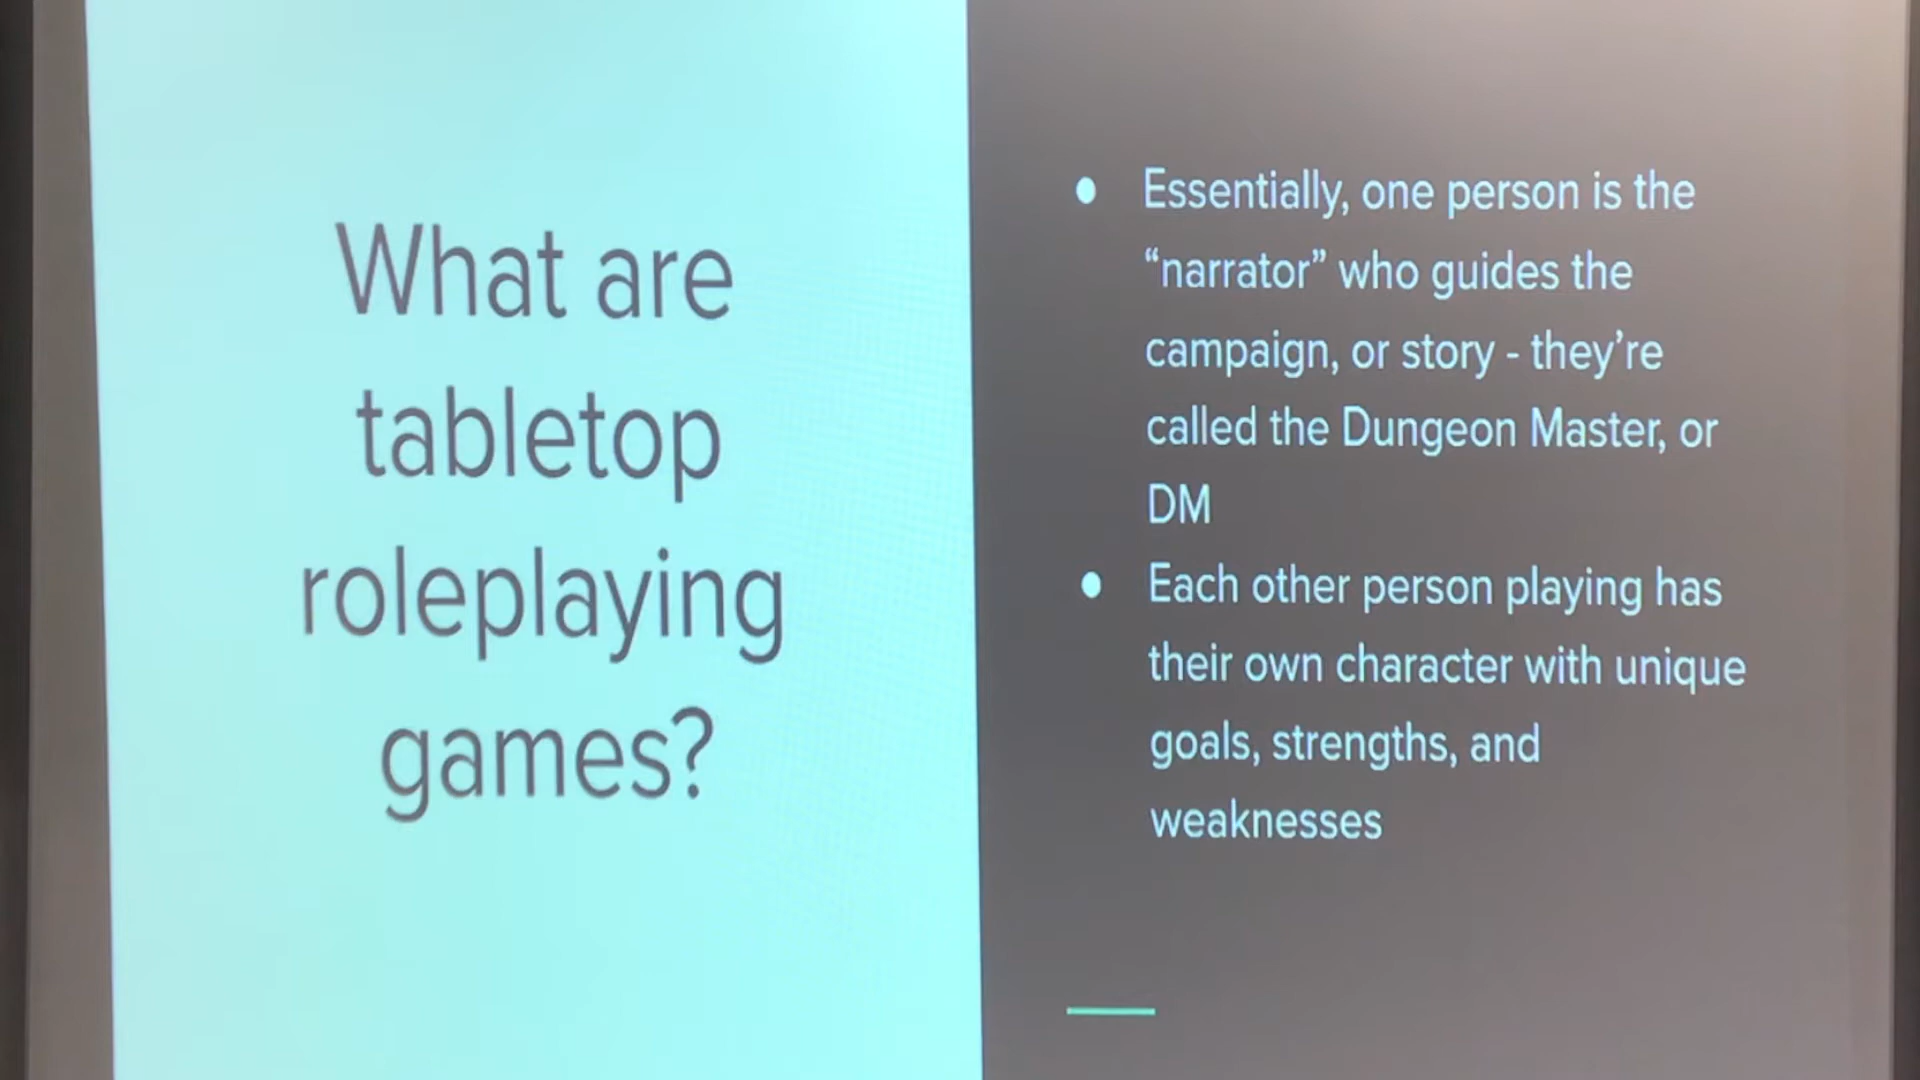 What are
tabletop
roleplaying
games?
● Essentially, one person is the
“narrator” who guides the
campaign, or story - they’re
called the Dungeon Master, or
DM
● Each other person playing has
their own character with unique
goals, strengths, and
weaknesses